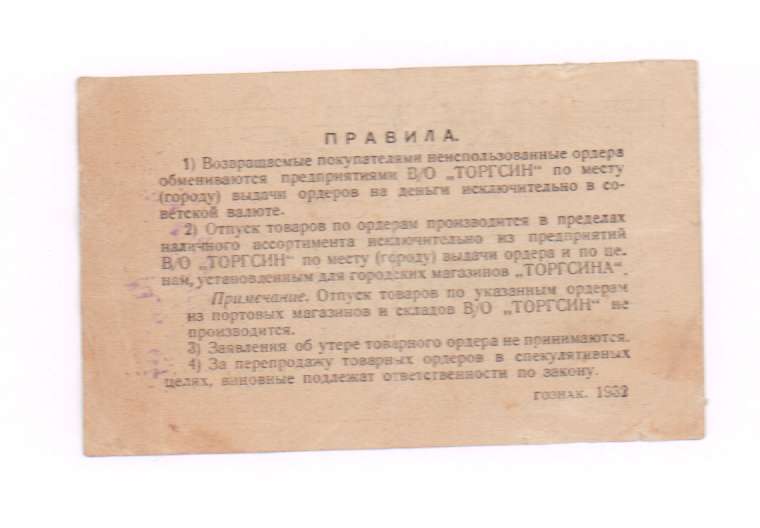 ПРАВИЛА.
1) Возвращаемые покупателями неиспользованные ордера
обмениваются предприятиями В/О „ТОРГСИН“ по месту
(городу) выдачи ордеров на деньги исключительно в со-
ветской валюте.
2) Отпуск товаров по ордерам производится в пределах
наличного ассортимента исключительно из предприятий
В/О „ТОРГСИН“ по месту (городу) выдачи ордера и по це-
нам, установленным для городских магазинов „ТОРГСИНА“.
Примечание. Отпуск товаров по указанным ордерам
из портовых магазинов и складов В/О „ТОРГСИН“ не
производится.
3) Заявления об утере товарного ордера не принимаются.
4) За перепродажу товарных ордеров в спекулятивных
целях, виновные подлежат ответственности по закону.
ГОЗНАК. 1932